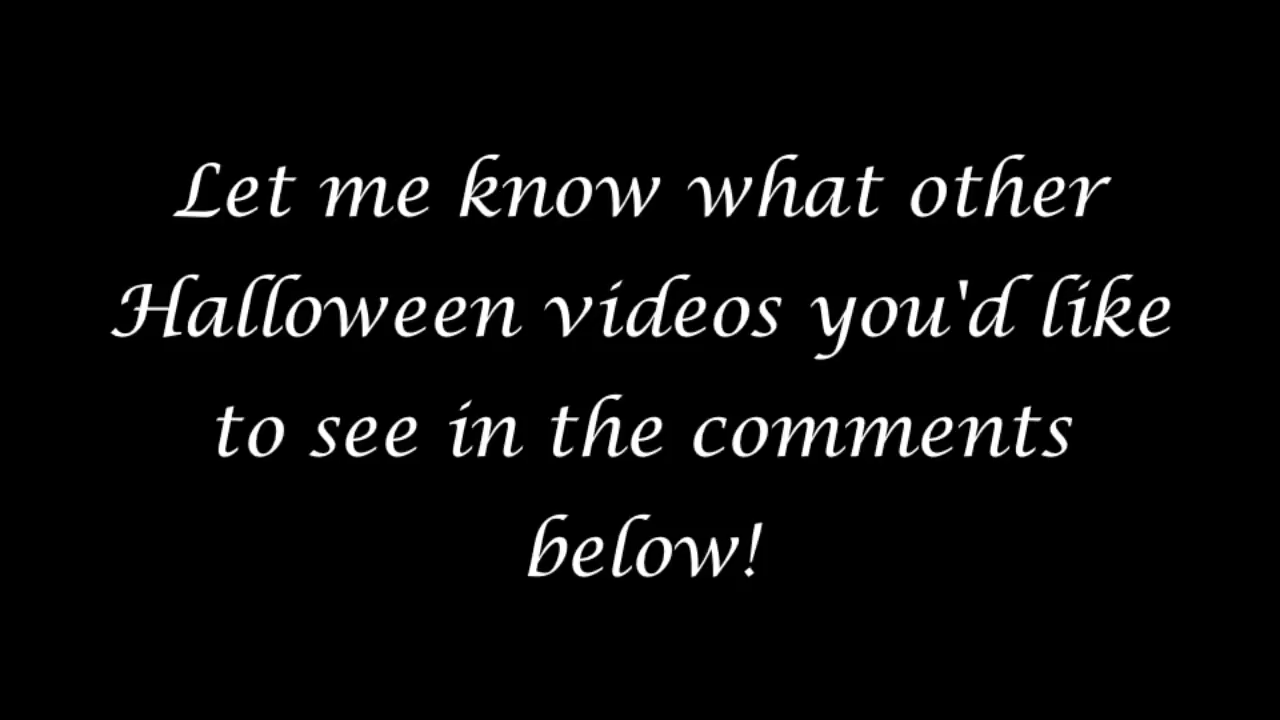 Let me know what other
Halloween videos you'd like
to see in the comments
below!